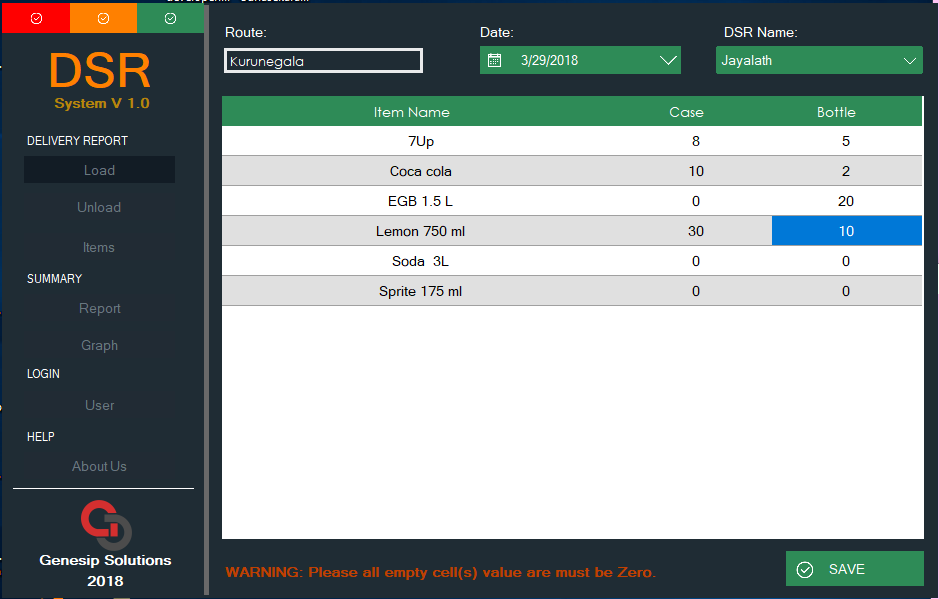 DSR
System V 1.0
DELIVERY REPORT
Load
Unload
Items
SUMMARY
Report
Graph
LOGIN
User
HELP
About Us
Genesip Solutions
2018
Route: Date: DSR Name:
Kurunegala 3/29/2018 Jayalath
Item Name Case Bottle
7Up 8 5
Coca cola 10 2
EGB 1.5 L 0 20
Lemon 750 ml 30 10
Soda 3L 0 0
Sprite 175 ml 0 0
WARNING: Please all empty cell(s) value are must be Zero.
SAVE